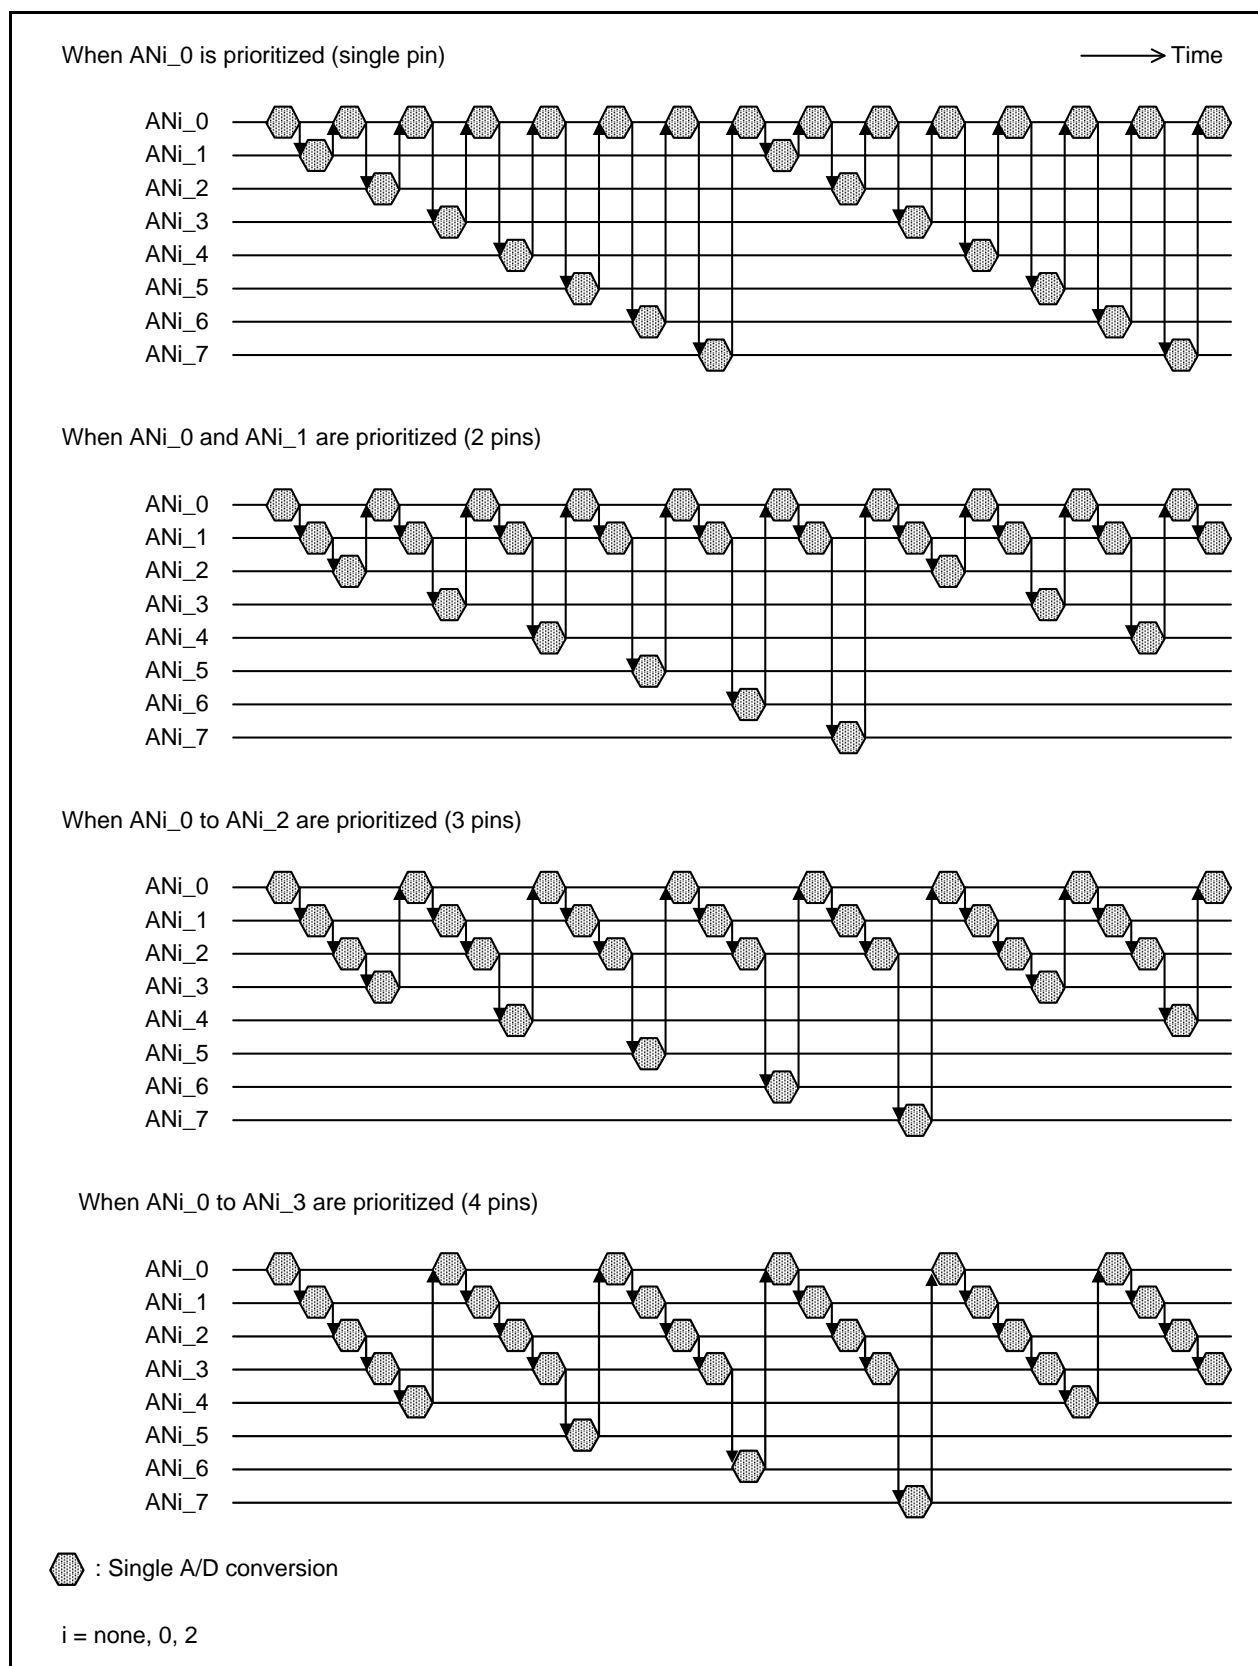 When ANi_0 is prioritized (single pin)
Time
ANi_0
ANi_1
ANi_2
ANi_3
ANi_4
ANi_5
ANi_6
ANi_7
When ANi_0 and ANi_1 are prioritized (2 pins)
ANi_0
ANi_1
ANi_2
ANi_3
ANi_4
ANi_5
ANi_6
ANi_7
When ANi_0 to ANi_2 are prioritized (3 pins)
ANi_0
ANi_1
ANi_2
ANi_3
ANi_4
ANi_5
ANi_6
ANi_7
When ANi_0 to ANi_3 are prioritized (4 pins)
ANi_0
ANi_1
ANi_2
ANi_3
ANi_4
ANi_5
ANi_6
ANi_7
: Single A/D conversion
i = none, 0, 2